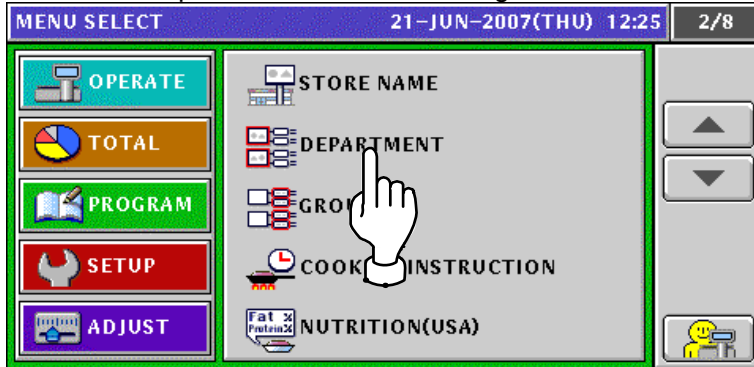 MENU SELECT 21-JUN-2007(THU) 12:25 2/8
OPERATE
TOTAL
PROGRAM
SETUP
ADJUST
STORE NAME
DEPARTMENT
INSTRUCTION
Fat %
Protein%
NUTRITION(USA)